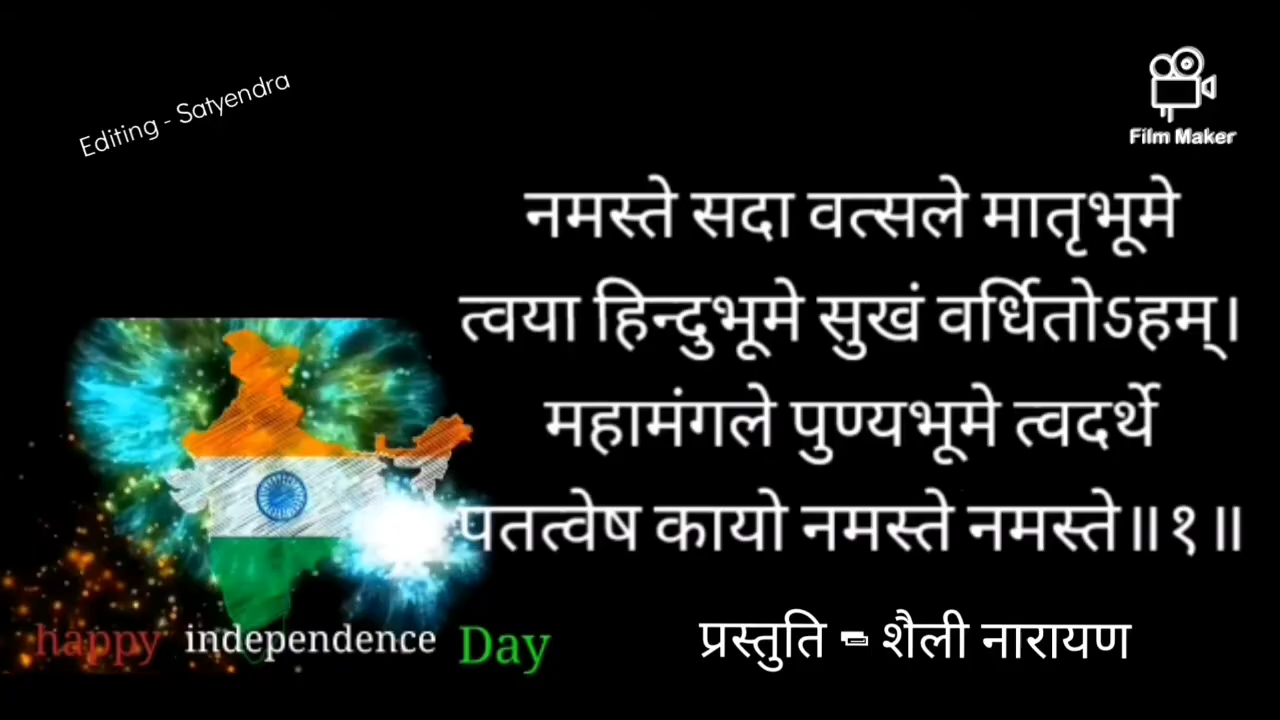 Editing - Satyendra
Film Maker
नमस्ते सदा वत्सले मातृभूमे
त्वया हिन्दुभूमे सुखं वर्धितोऽहम्।
महामंगले पुण्यभूमे त्वदर्थे
पतत्वेष कायो नमस्ते नमस्ते॥१॥
happy independence Day
प्रस्तुति - शैली नारायण